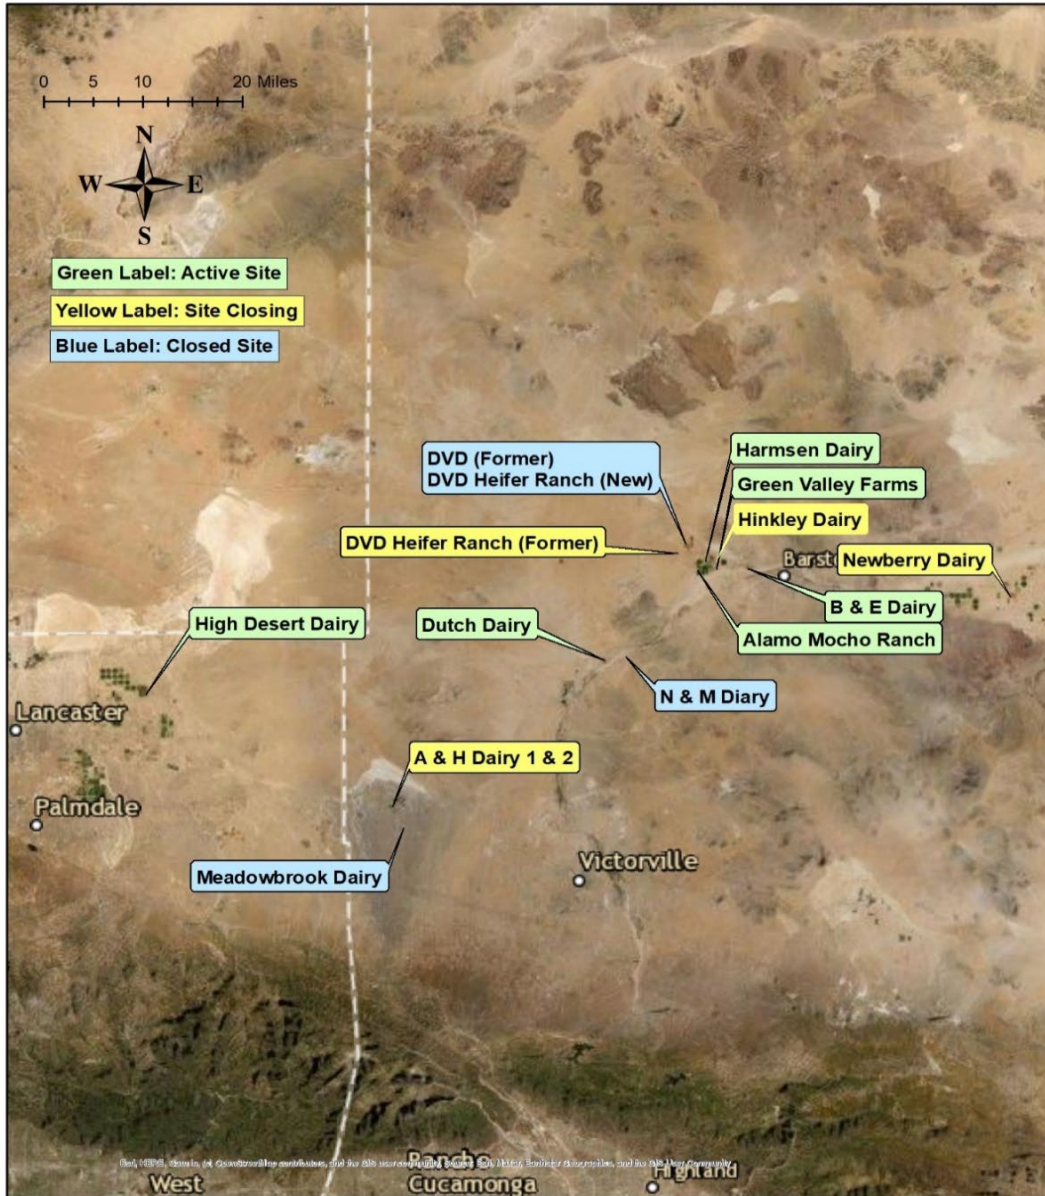 0 5 10 20 Miles
N
W E
S
Green Label: Active Site
Yellow Label: Site Closing
Blue Label: Closed Site
DVD (Former)
DVD Heifer Ranch (New)
Harmsen Dairy
Green Valley Farms
Hinkley Dairy
DVD Heifer Ranch (Former)
Barst
Newberry Dairy
B & E Dairy
High Desert Dairy
Dutch Dairy
Alamo Mocho Ranch
N & M Diary
Lancaster
A & H Dairy 1 & 2
Palmdale
Victorville
Meadowbrook Dairy
Rancho
Cucamonga
West
Highland